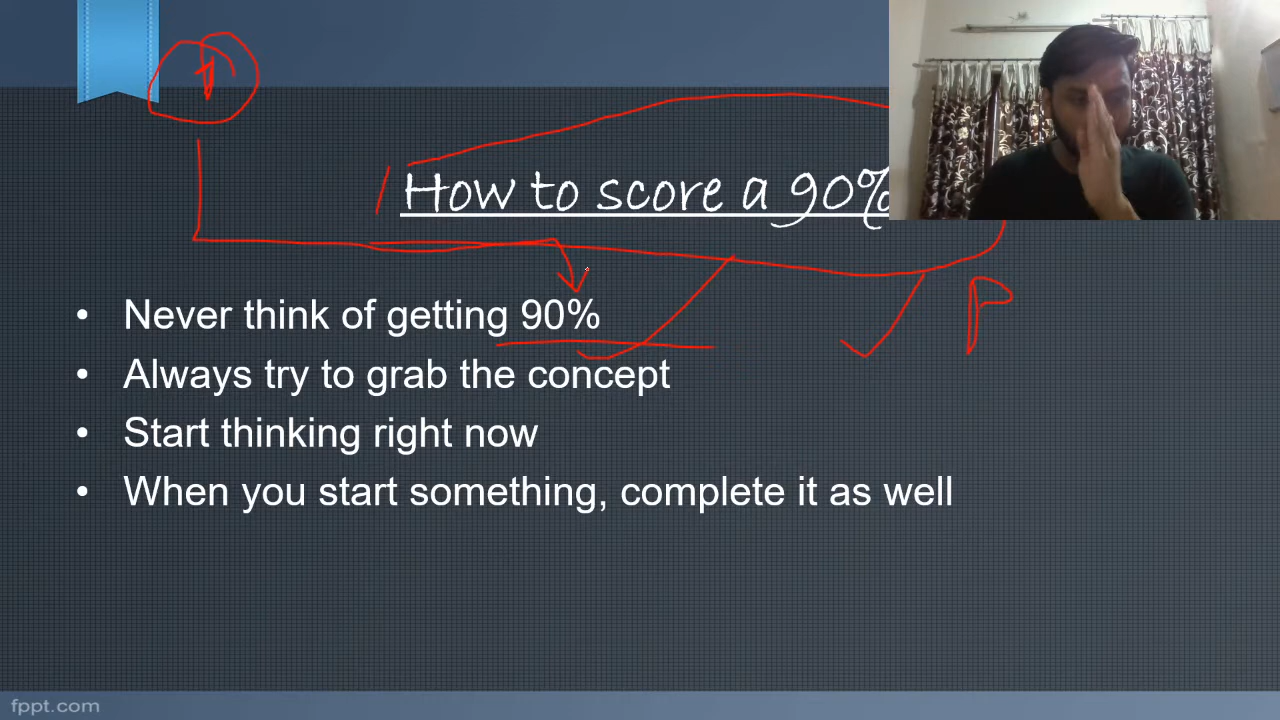 How to score a 90%
• Never think of getting 90%
• Always try to grab the concept
• Start thinking right now
• When you start something, complete it as well
P
fppt.com